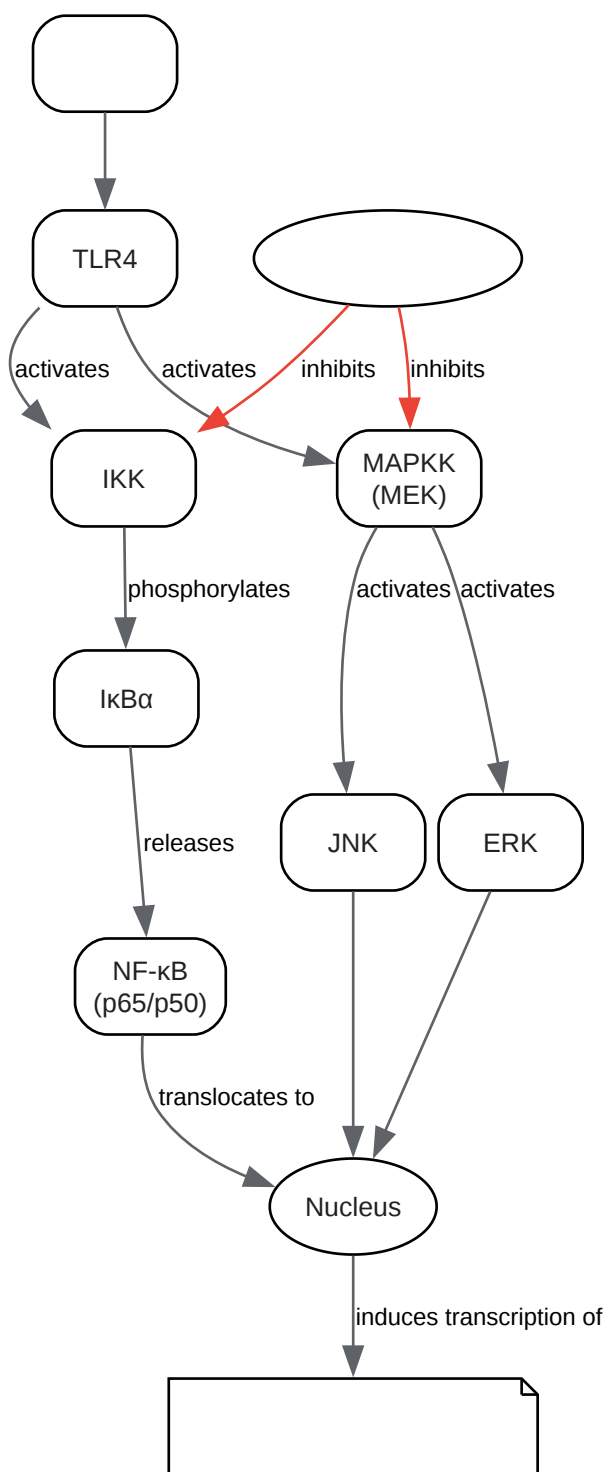 TLR4
activates
activates
inhibits
inhibits
IKK
MAPKK
(MEK)
phosphorylates
activates
activates
IκBα
releases
JNK
ERK
NF-κB
(p65/p50)
translocates to
Nucleus
induces transcription of